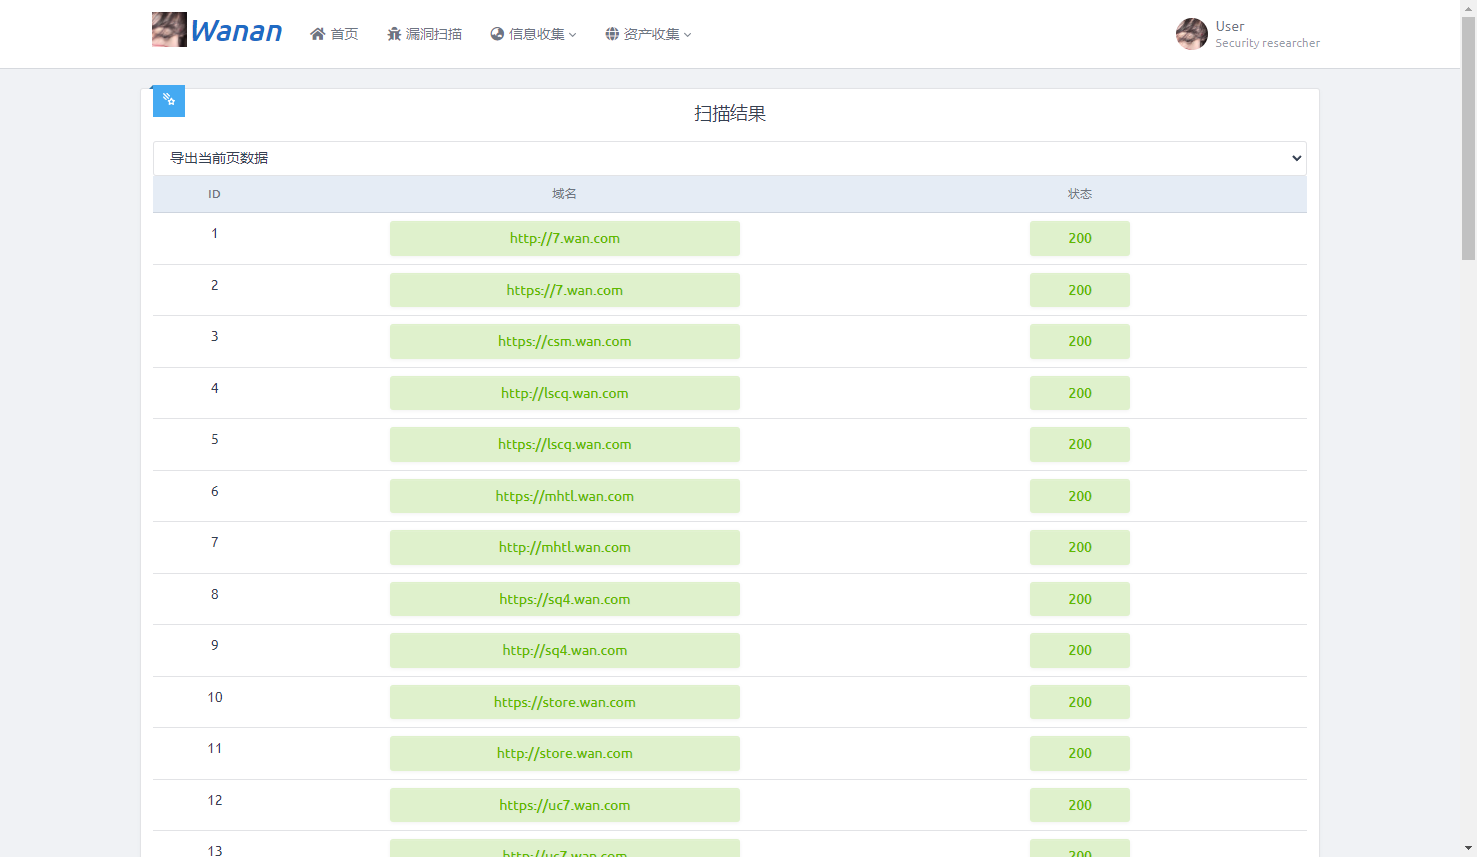 Wanan 首页 漏洞扫描 信息收集 资产收集 User
Security researcher
扫描结果
导出当前页数据
ID 域名 状态
1 http://7.wan.com 200
2 https://7.wan.com 200
3 https://csm.wan.com 200
4 http://lscq.wan.com 200
5 https://lscq.wan.com 200
6 https://mhtl.wan.com 200
7 http://mhtl.wan.com 200
8 https://sq4.wan.com 200
9 http://sq4.wan.com 200
10 https://store.wan.com 200
11 http://store.wan.com 200
12 https://uc7.wan.com 200
13 http://uc7.wan.com 200